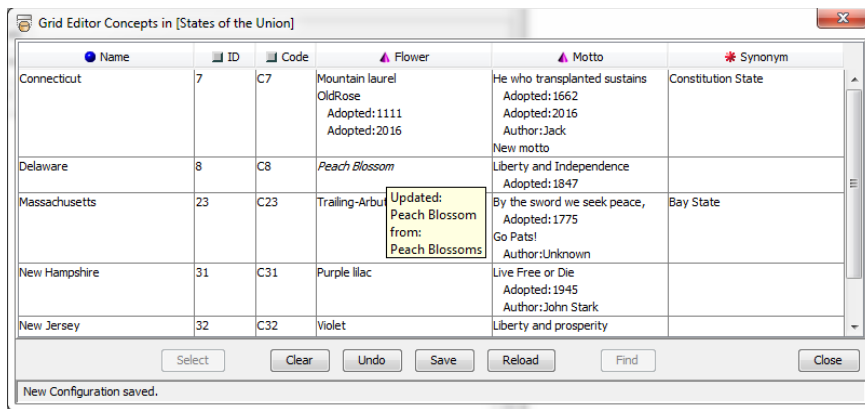 Grid Editor Concepts in [States of the Union]
Name ID Code Flower Motto Synonym
Connecticut 7 C7 Mountain laurel He who transplanted sustains Constitution State
OldRose Adopted:1662
Adopted:1111 Adopted:2016
Adopted:2016 Author:Jack
New motto
Delaware 8 C8 Peach Blossom Liberty and Independence
Adopted:1847
Massachusetts 23 C23 Trailing-Arbut By the sword we seek peace, Bay State
Adopted:1775
Go Pats!
Author:Unknown
Updated:
Peach Blossom
from:
Peach Blossoms
New Hampshire 31 C31 Purple lilac Live Free or Die
Adopted:1945
Author:John Stark
New Jersey 32 C32 Violet Liberty and prosperity
Select Clear Undo Save Reload Find Close
New Configuration saved.